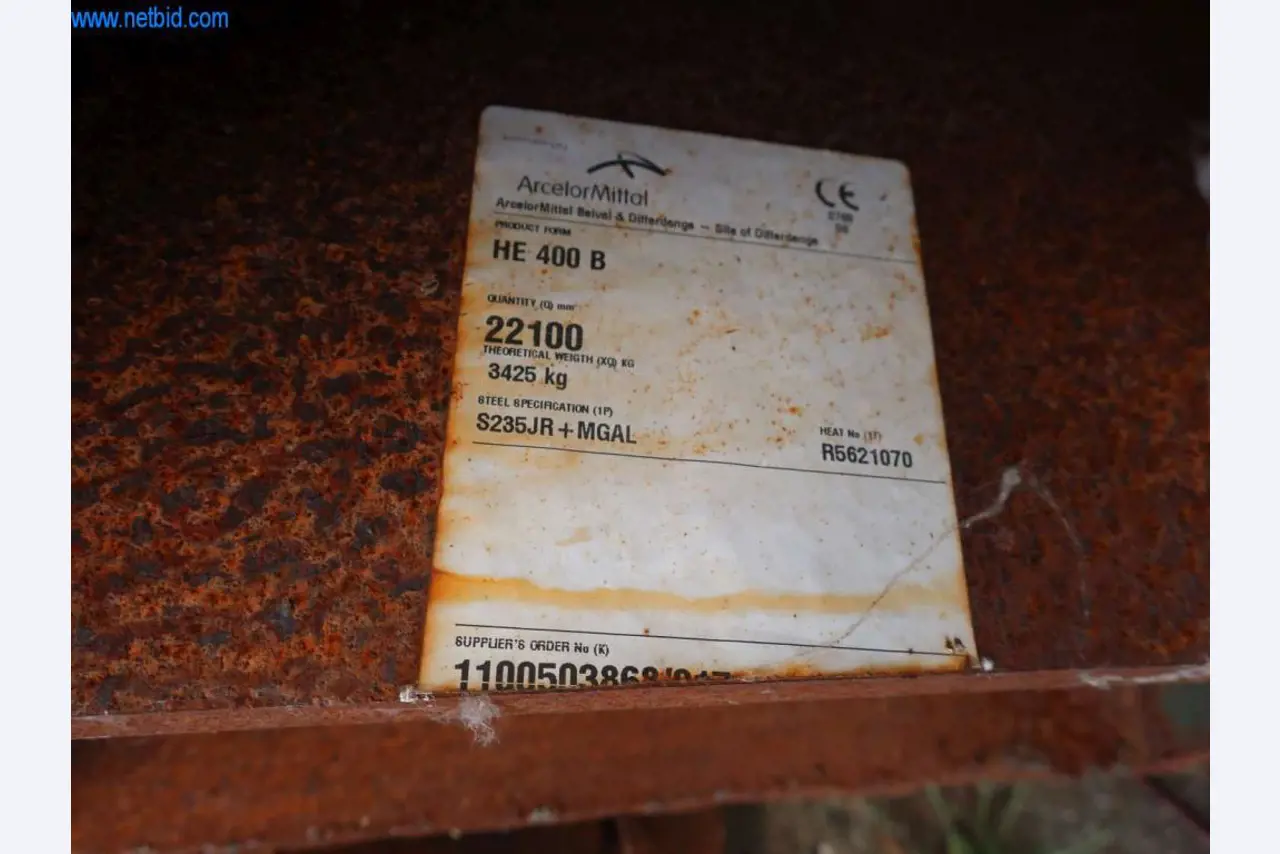 www.netbid.com
ArcelorMittal
CE
ArcelorMittal Belval & Differdange – Site of Differdange
PRODUCT FORM
HE 400 B
QUANTITY (Q) mm
22100
THEORETICAL WEIGTH (XQ) KG
3425 kg
STEEL SPECIFICATION (1P)
S235JR+MGAL
HEAT No (1T)
R5621070
SUPPLIER'S ORDER No (K)